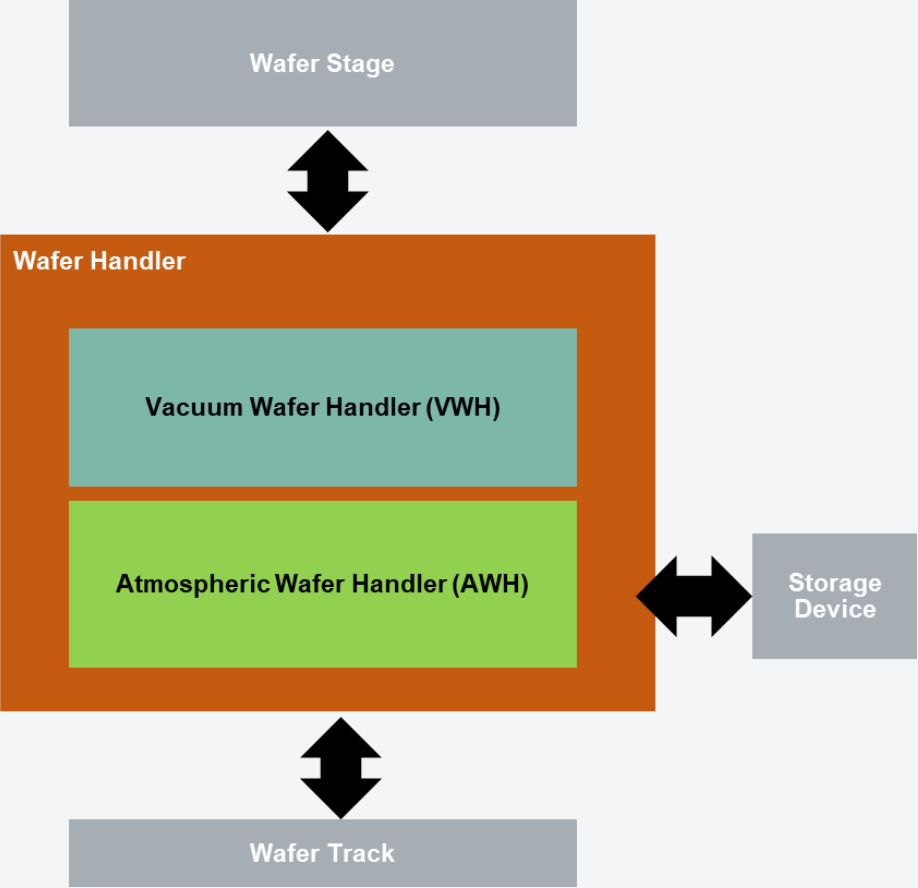 Wafer Stage
Wafer Handler
Vacuum Wafer Handler (VWH)
Atmospheric Wafer Handler (AWH)
Storage
Device
Wafer Track